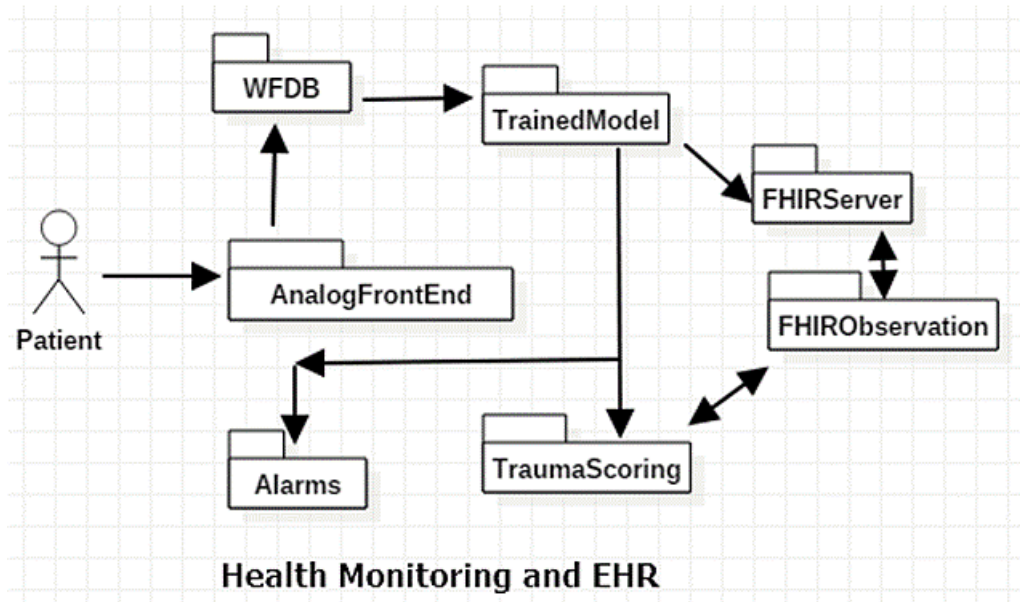 WFDB
TrainedModel
FHIRServer
AnalogFrontEnd
FHIRObservation
Patient
Alarms
TraumaScoring
Health Monitoring and EHR